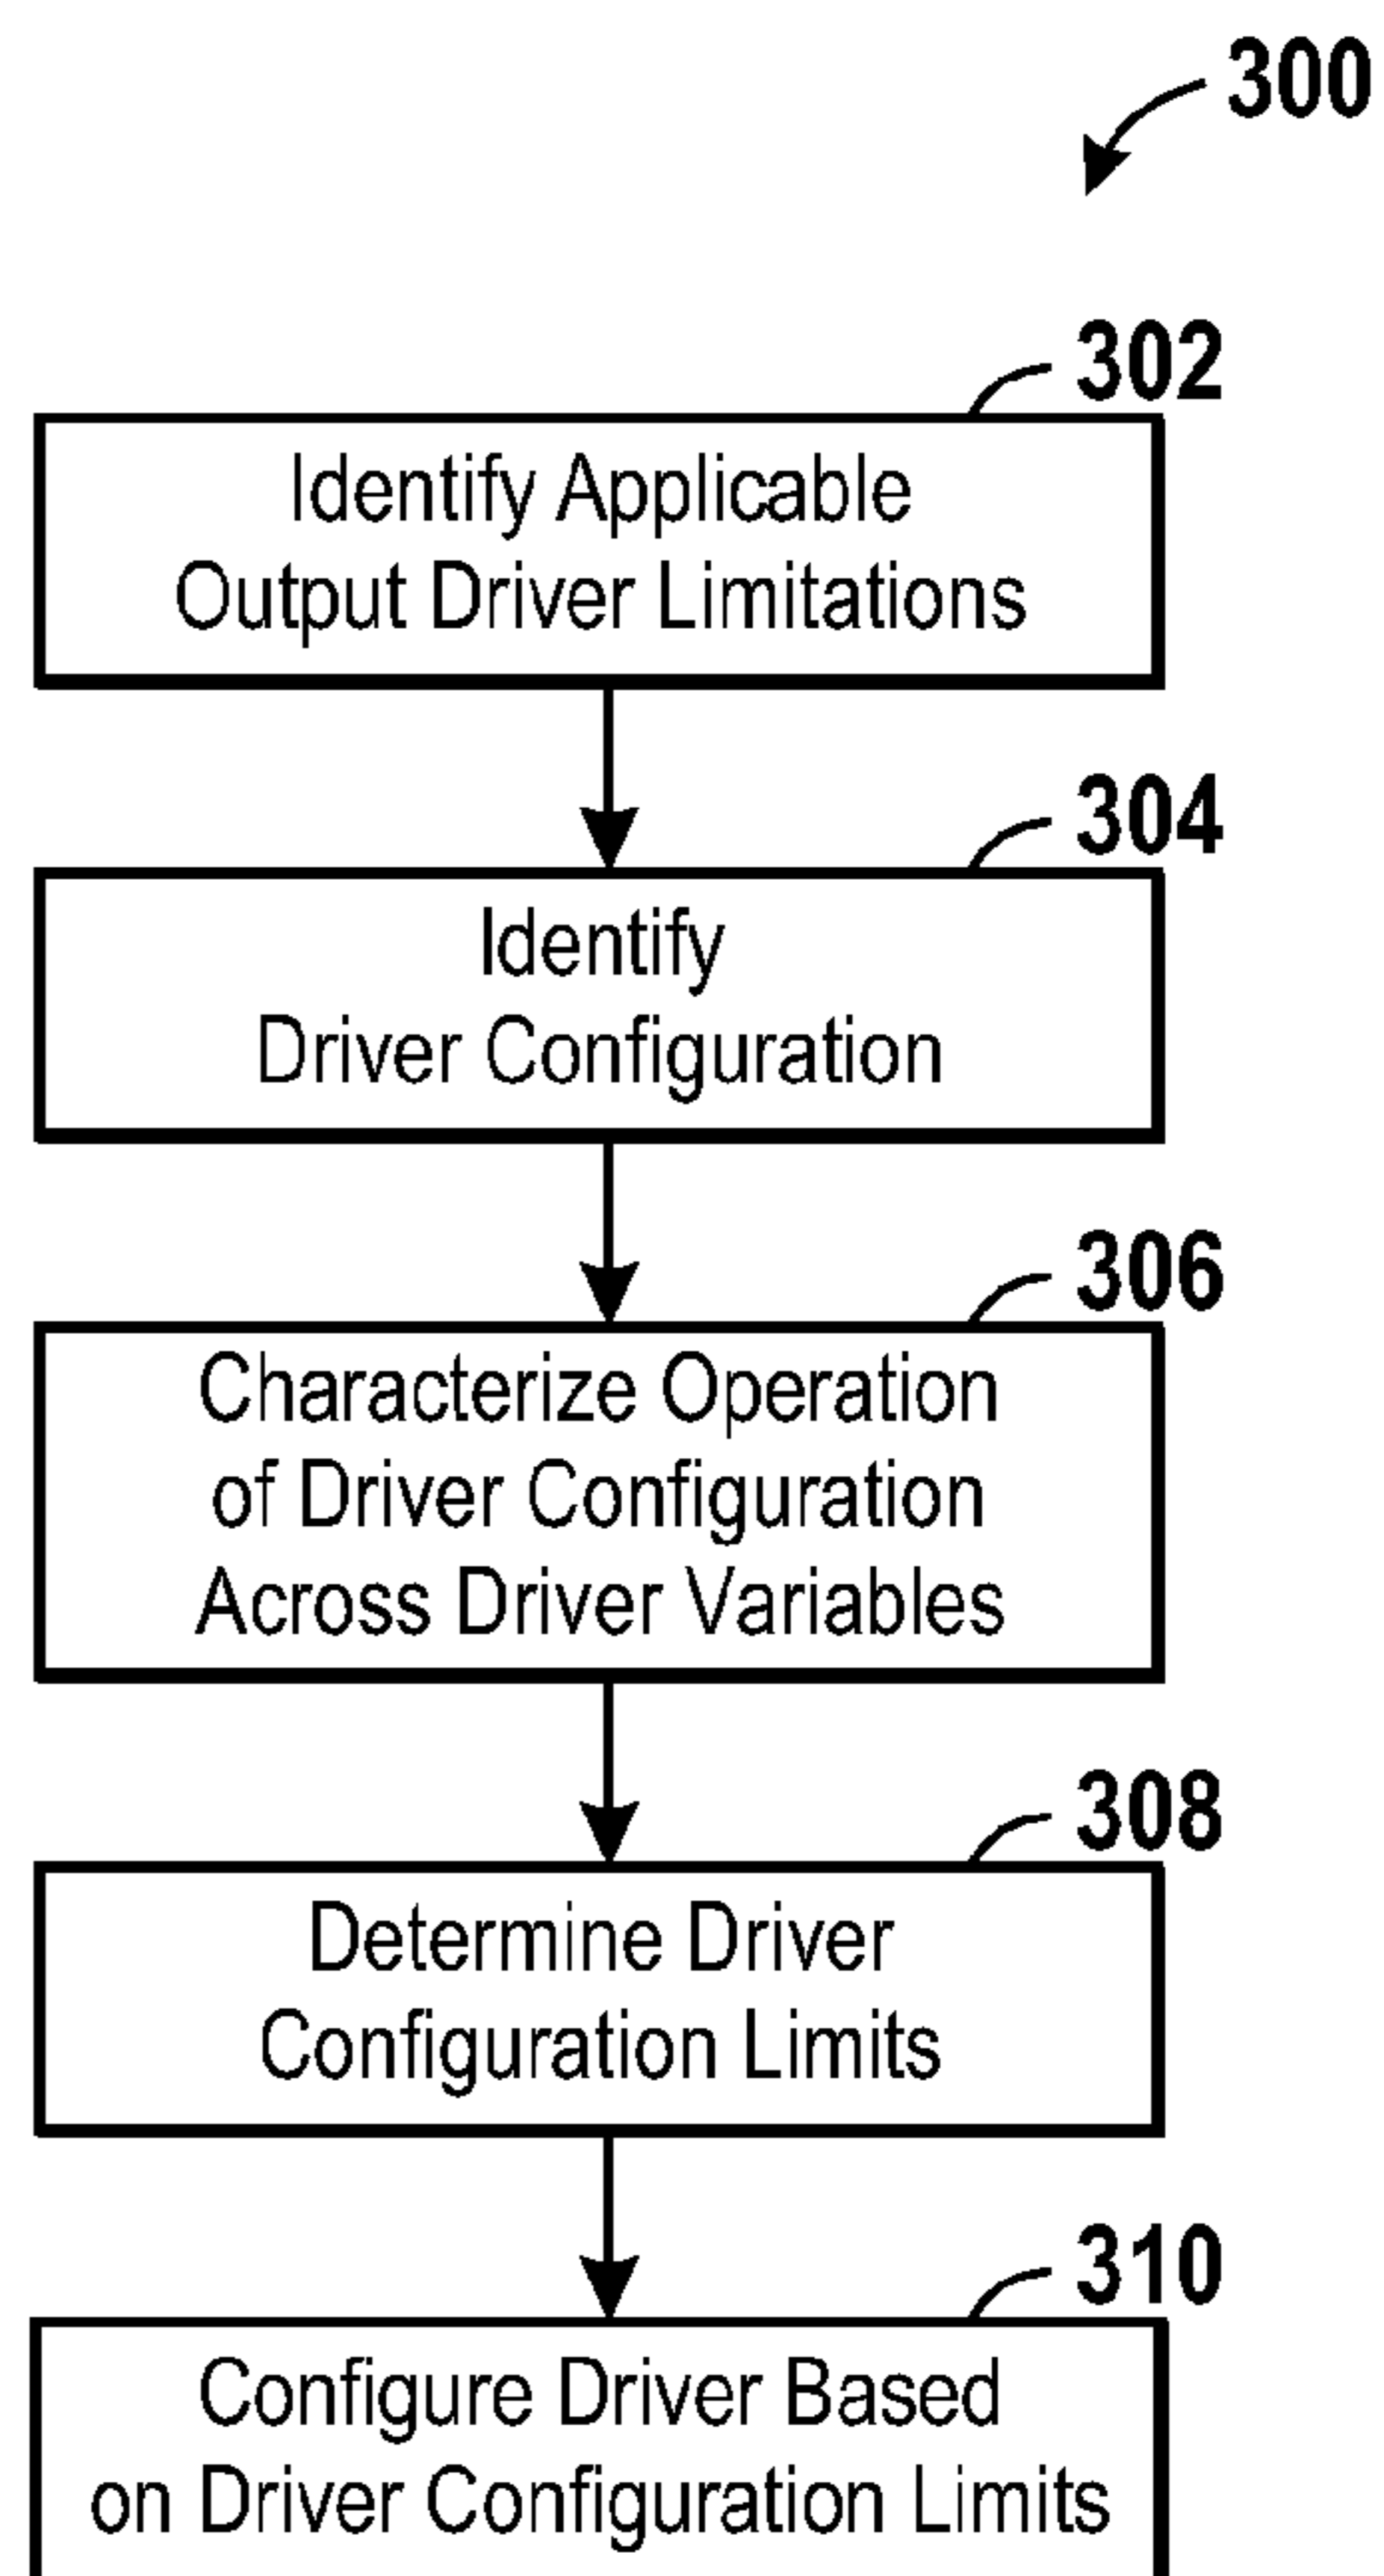 300
302
Identify Applicable
Output Driver Limitations
304
Identify
Driver Configuration
306
Characterize Operation
of Driver Configuration
Across Driver Variables
308
Determine Driver
Configuration Limits
310
Configure Driver Based
on Driver Configuration Limits